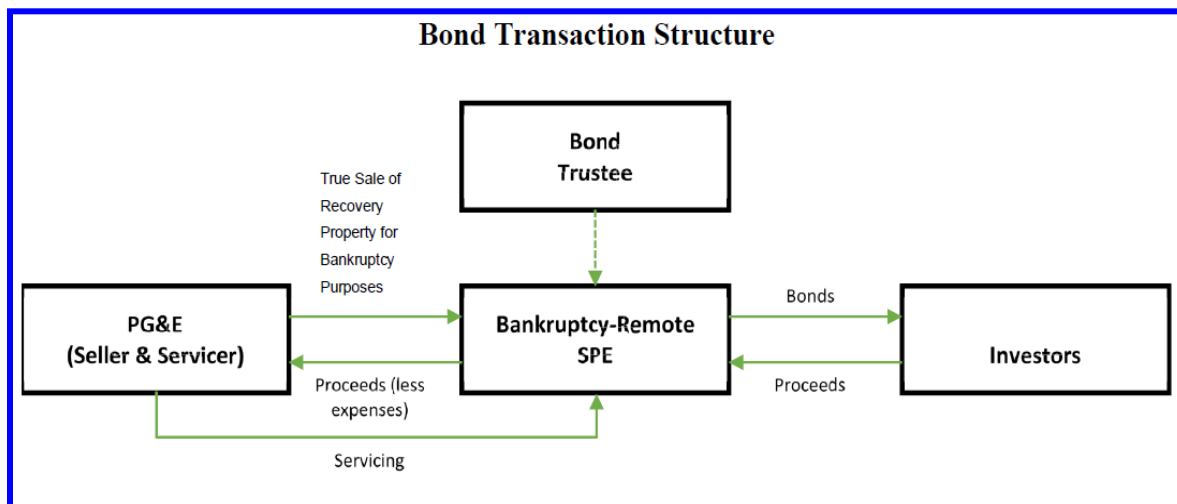 Bond Transaction Structure
Bond
Trustee
True Sale of
Recovery
Property for
Bankruptcy
Purposes
PG&E
(Seller & Servicer)
Bankruptcy-Remote
SPE
Bonds
Investors
Proceeds (less
expenses)
Proceeds
Servicing